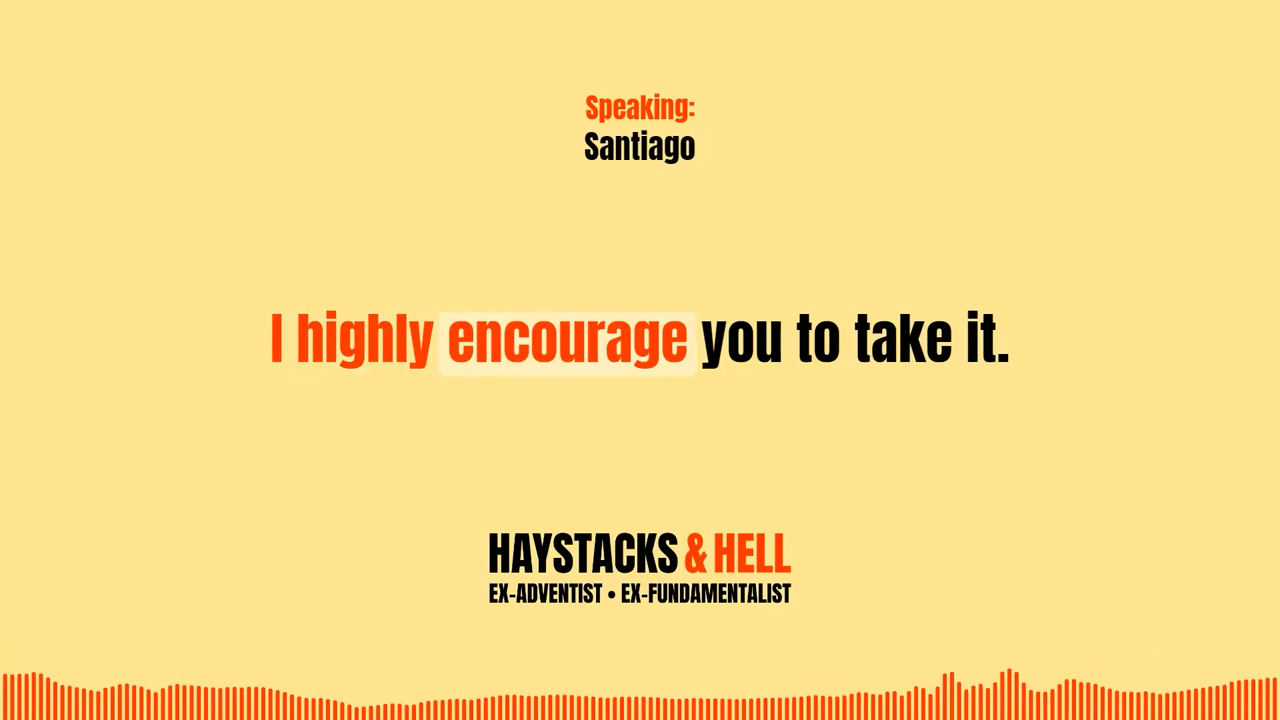 Speaking:
Santiago
I highly encourage you to take it.
HAYSTACKS & HELL
EX-ADVENTIST • EX-FUNDAMENTALIST